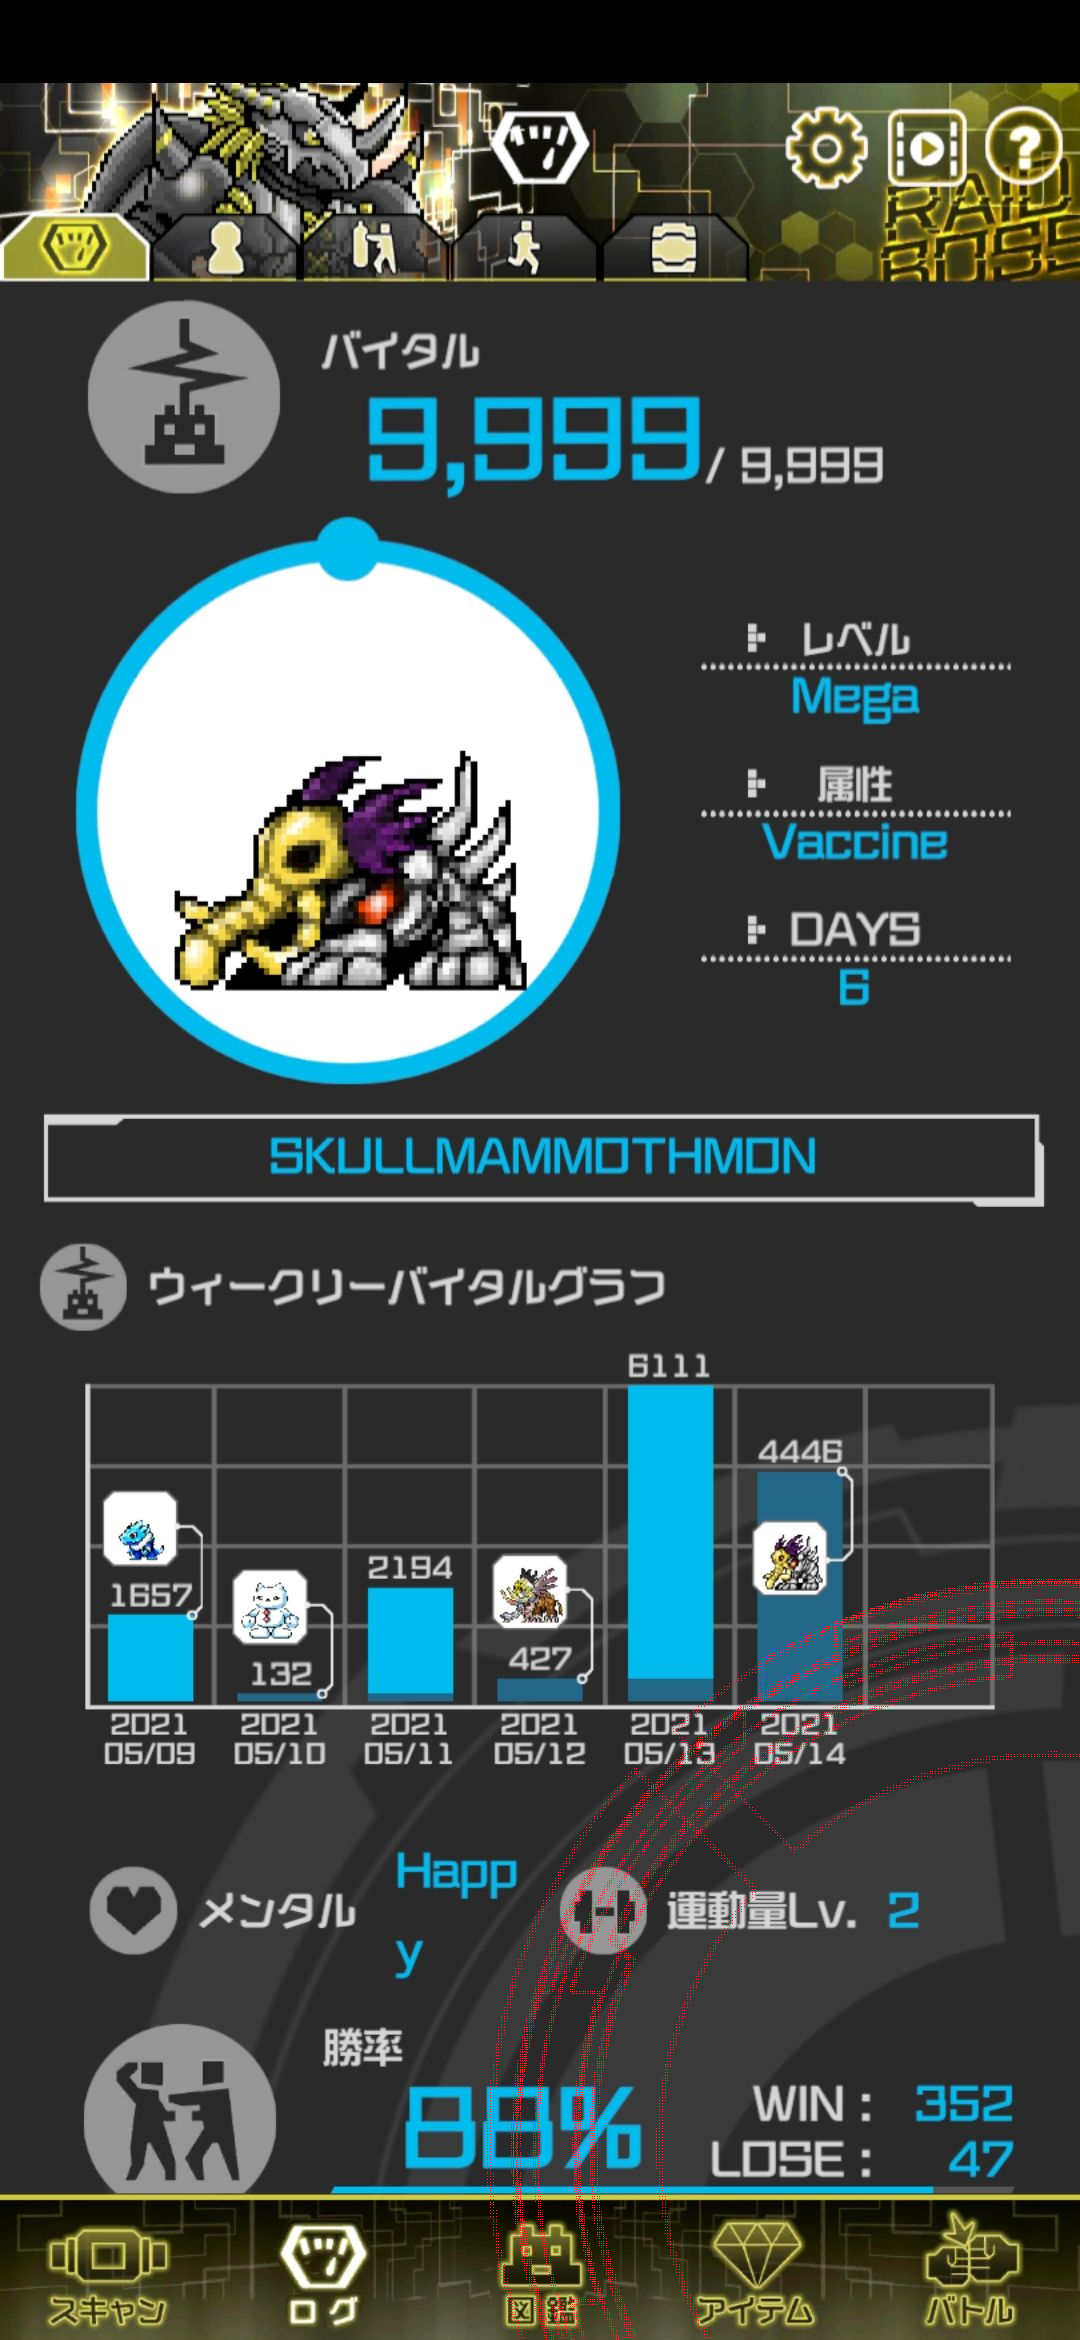 RAID
BOSS
バイタル
9,999/ 9,999
レベル
Mega
属性
Vaccine
DAYS
6
SKULLMAMMOTHMON
ウィークリーバイタルグラフ
6111
4446
2194
1657
427
132
2021 2021 2021 2021 2021 2021
05/09 05/10 05/11 05/12 05/13 05/14
メンタル Happy
運動量Lv. 2
勝率
88%
WIN : 352
LOSE : 47
スキャン ログ 図鑑 アイテム バトル